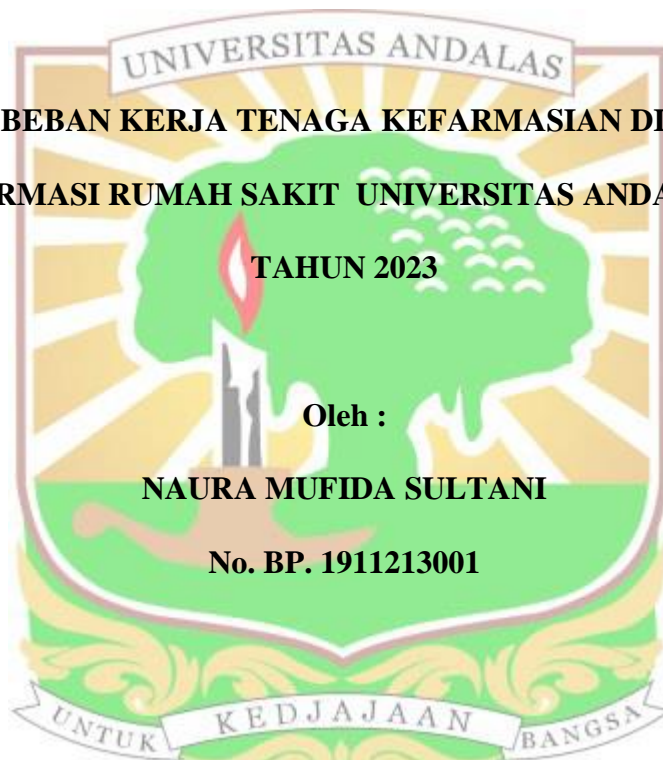 UNIVERSITAS ANDALAS
BEBAN KERJA TENAGA KEFARMASIAN DI
RMASI RUMAH SAKIT UNIVERSITAS ANDA
TAHUN 2023
Oleh :
NAURA MUFIDA SULTANI
No. BP. 1911213001
UNTUK KEDJAJAAN BANGSA